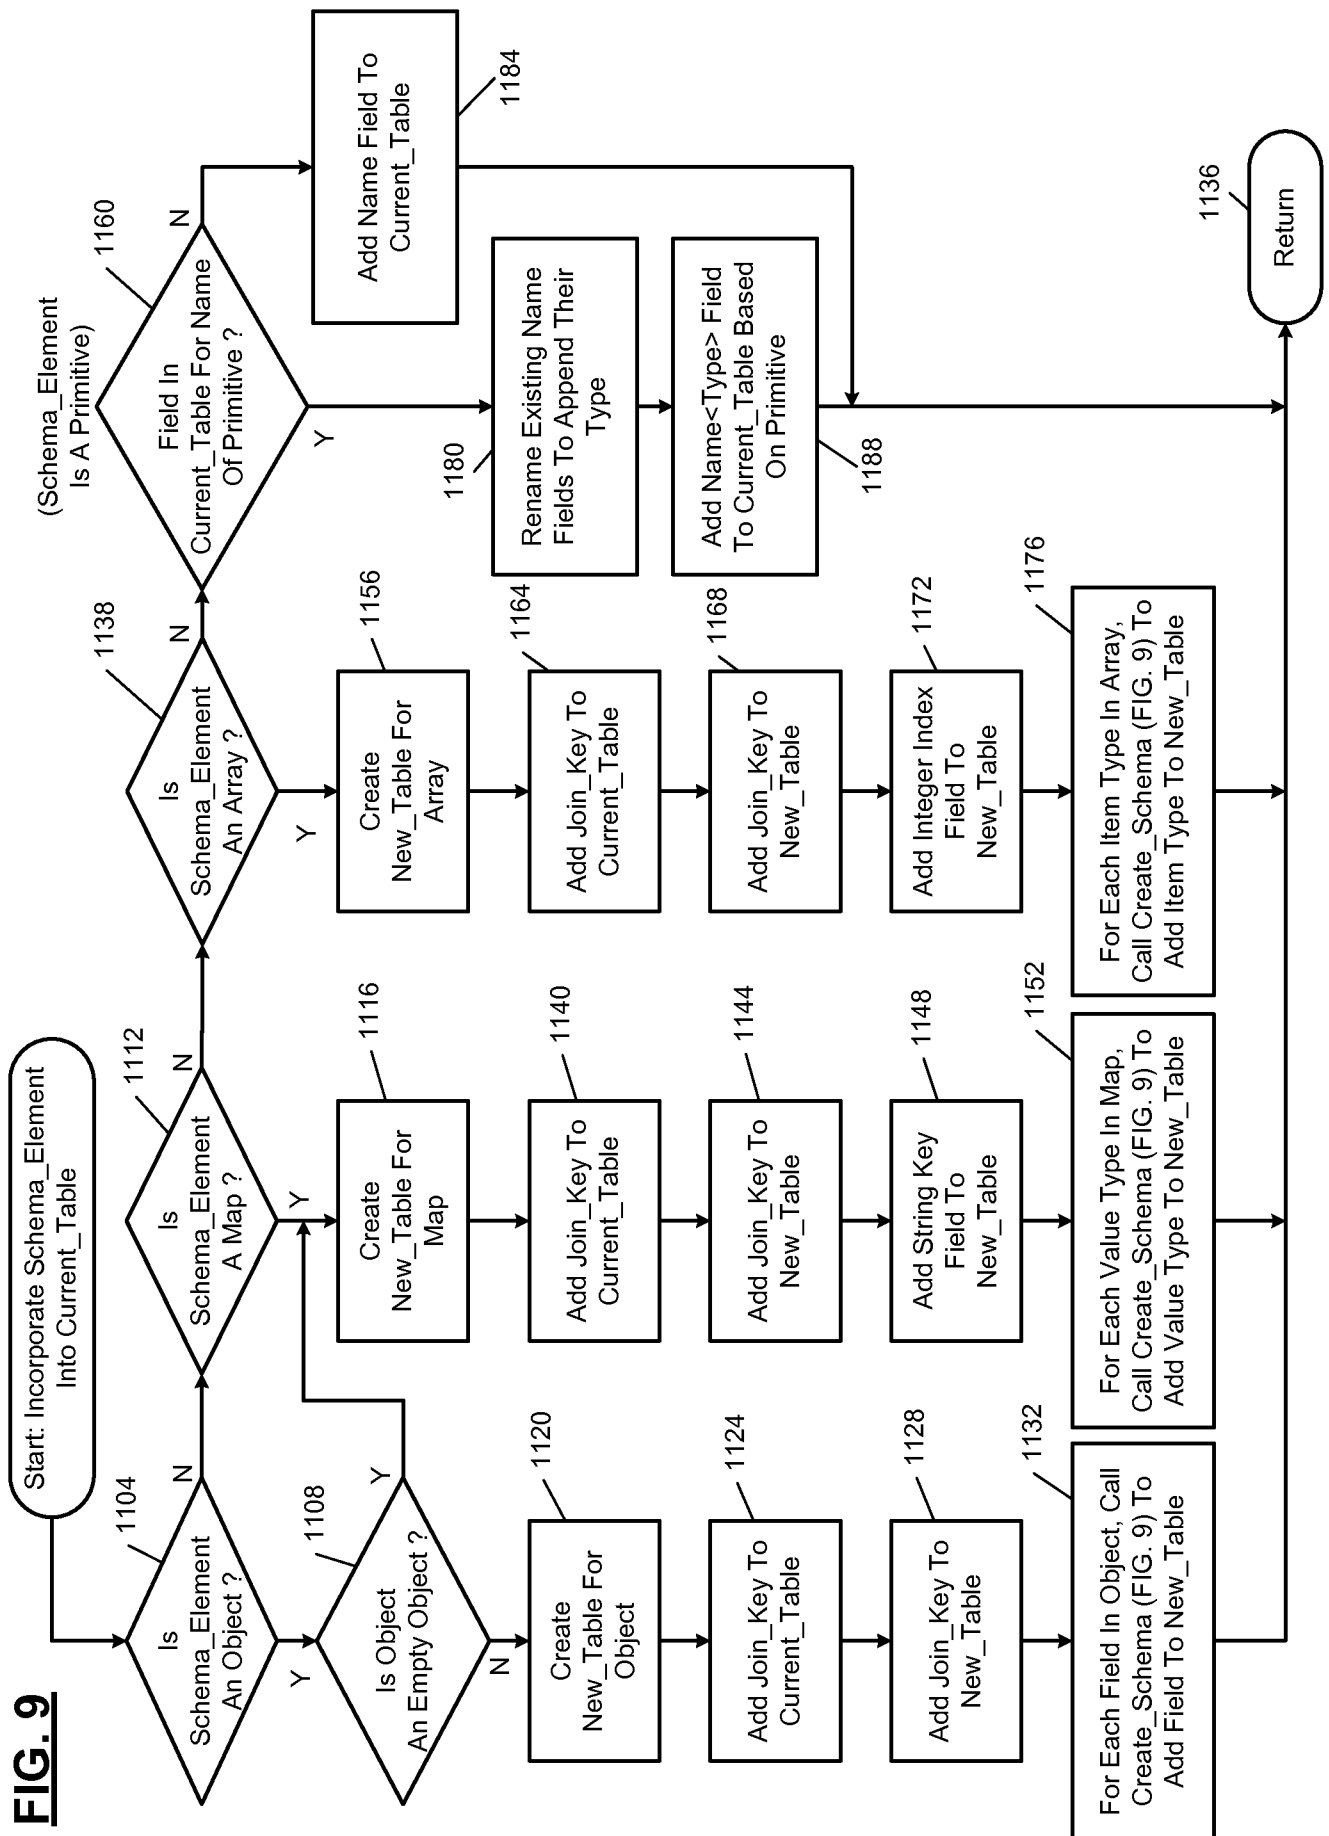 FIG. 9
Start: Incorporate Schema_Element
Into Current_Table
1104
Is
Schema_Element
An Object ?
N
Y
1108
Is Object
An Empty Object ?
Y
N
1120
Create
New_Table For
Object
1124
Add Join_Key To
Current_Table
1128
Add Join_Key To
New_Table
1132
For Each Field In Object, Call
Create_Schema (FIG. 9) To
Add Field To New_Table
1112
Is
Schema_Element
A Map ?
N
Y
1116
Create
New_Table For
Map
1140
Add Join_Key To
Current_Table
1144
Add Join_Key To
New_Table
1148
Add String Key
Field To
New_Table
1152
For Each Value Type In Map,
Call Create_Schema (FIG. 9) To
Add Value Type To New_Table
1138
Is
Schema_Element
An Array ?
N
Y
1156
Create
New_Table For
Array
1164
Add Join_Key To
Current_Table
1168
Add Join_Key To
New_Table
1172
Add Integer Index
Field To
New_Table
1176
For Each Item Type In Array,
Call Create_Schema (FIG. 9) To
Add Item Type To New_Table
(Schema_Element
Is A Primitive)
1160
Field In
Current_Table For Name
Of Primitive ?
N
Y
1180
Rename Existing Name
Fields To Append Their
Type
1188
Add Name<Type> Field
To Current_Table Based
On Primitive
Add Name Field To
Current_Table
1184
1136
Return